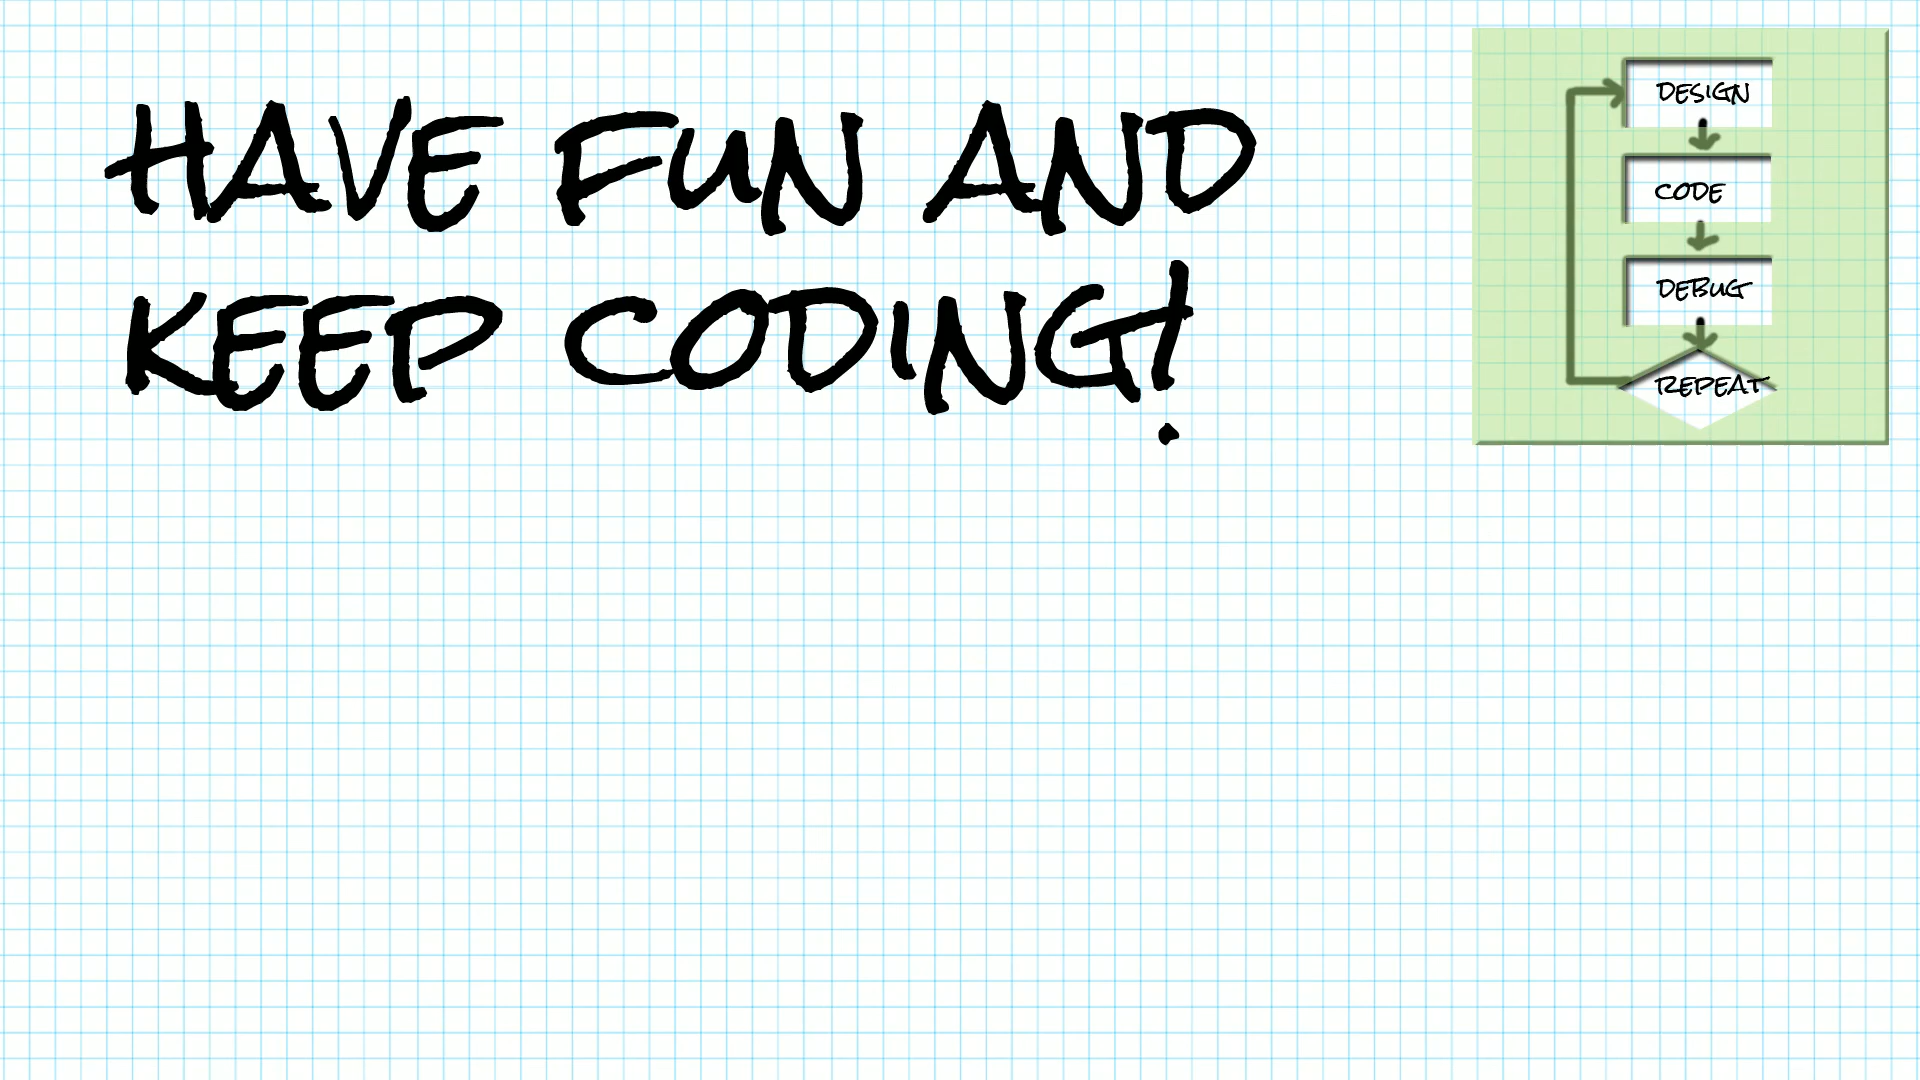 HAVE FUN AND
KEEP CODING!
DESIGN
CODE
DEBUG
REPEAT